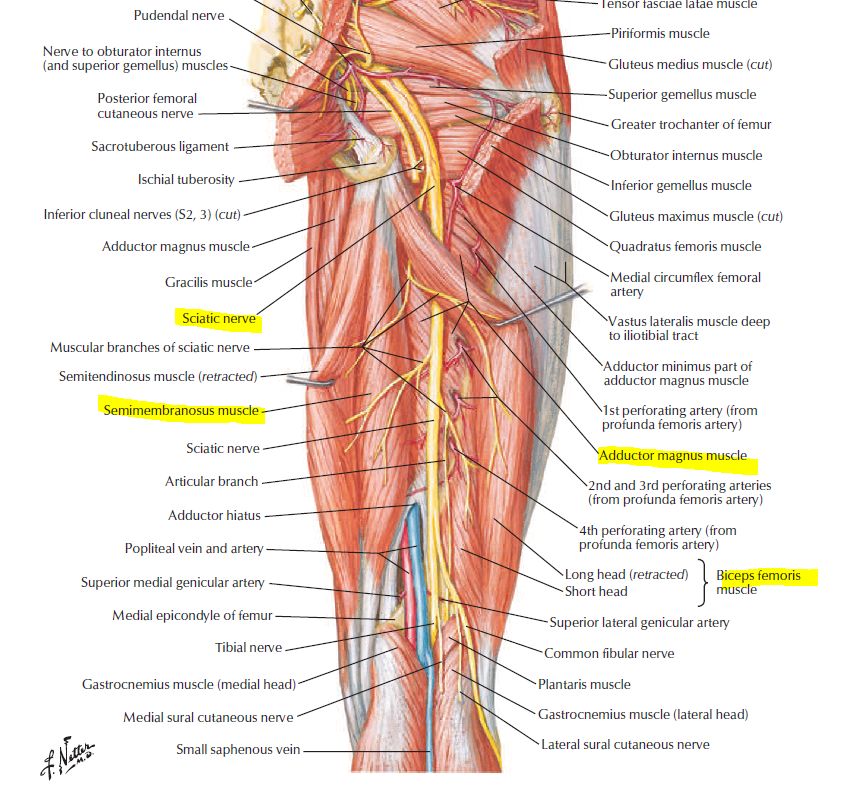 Pudendal nerve
Nerve to obturator internus
(and superior gemellus) muscles
Posterior femoral
cutaneous nerve
Sacrotuberous ligament
Ischial tuberosity
Inferior cluneal nerves (S2, 3) (cut)
Adductor magnus muscle
Gracilis muscle
Sciatic nerve
Muscular branches of sciatic nerve
Semitendinosus muscle (retracted)
Semimembranosus muscle
Sciatic nerve
Articular branch
Adductor hiatus
Popliteal vein and artery
Superior medial genicular artery
Medial epicondyle of femur
Tibial nerve
Gastrocnemius muscle (medial head)
Medial sural cutaneous nerve
Small saphenous vein
Tensor fasciae latae muscle
Piriformis muscle
Gluteus medius muscle (cut)
Superior gemellus muscle
Greater trochanter of femur
Obturator internus muscle
Inferior gemellus muscle
Gluteus maximus muscle (cut)
Quadratus femoris muscle
Medial circumflex femoral
artery
Vastus lateralis muscle deep
to iliotibial tract
Adductor minimus part of
adductor magnus muscle
1st perforating artery (from
profunda femoris artery)
Adductor magnus muscle
2nd and 3rd perforating arteries
(from profunda femoris artery)
4th perforating artery (from
profunda femoris artery)
Long head (retracted)
Short head
Biceps femoris
muscle
Superior lateral genicular artery
Common fibular nerve
Plantaris muscle
Gastrocnemius muscle (lateral head)
Lateral sural cutaneous nerve
F. Netter
M.D.